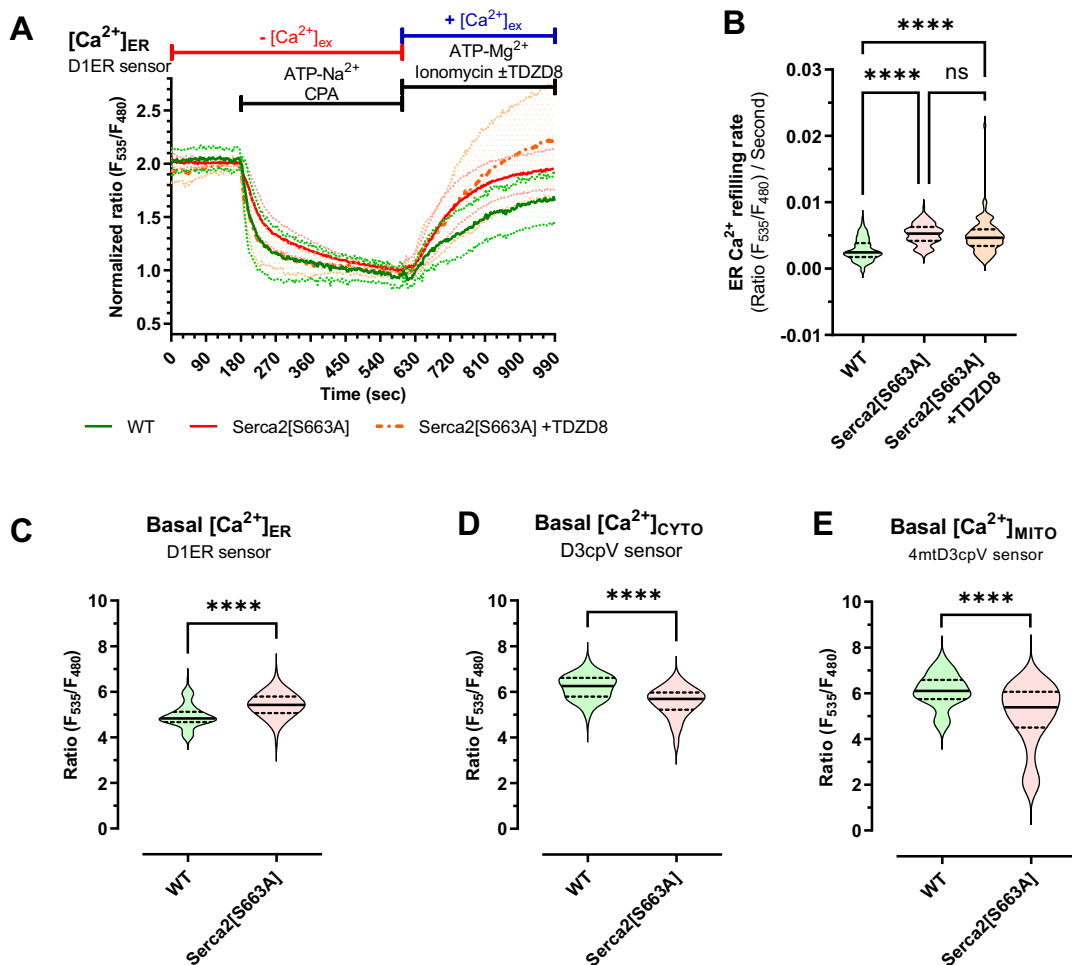 A
[Ca²⁺]ER
D1ER sensor
- [Ca²⁺]ex
+ [Ca²⁺]ex
ATP-Na²⁺
CPA
ATP-Mg²⁺
Ionomycin ±TDZD8
Normalized ratio (F535/F480)
2.5
2.0
1.5
1.0
0.5
0
90
180
270
360
450
540
630
720
810
900
990
Time (sec)
WT
Serca2[S663A]
Serca2[S663A] +TDZD8
B
****
****
ns
ER Ca²⁺ refilling rate
(Ratio (F535/F480) / Second)
0.03
0.02
0.01
0.00
-0.01
WT
Serca2[S663A]
Serca2[S663A]
+TDZD8
C
Basal [Ca²⁺]ER
D1ER sensor
****
Ratio (F535/F480)
10
8
6
4
2
0
WT
Serca2[S663A]
D
Basal [Ca²⁺]CYTO
D3cpV sensor
****
Ratio (F535/F480)
10
8
6
4
2
0
WT
Serca2[S663A]
E
Basal [Ca²⁺]MITO
4mtD3cpV sensor
****
Ratio (F535/F480)
10
8
6
4
2
0
WT
Serca2[S663A]